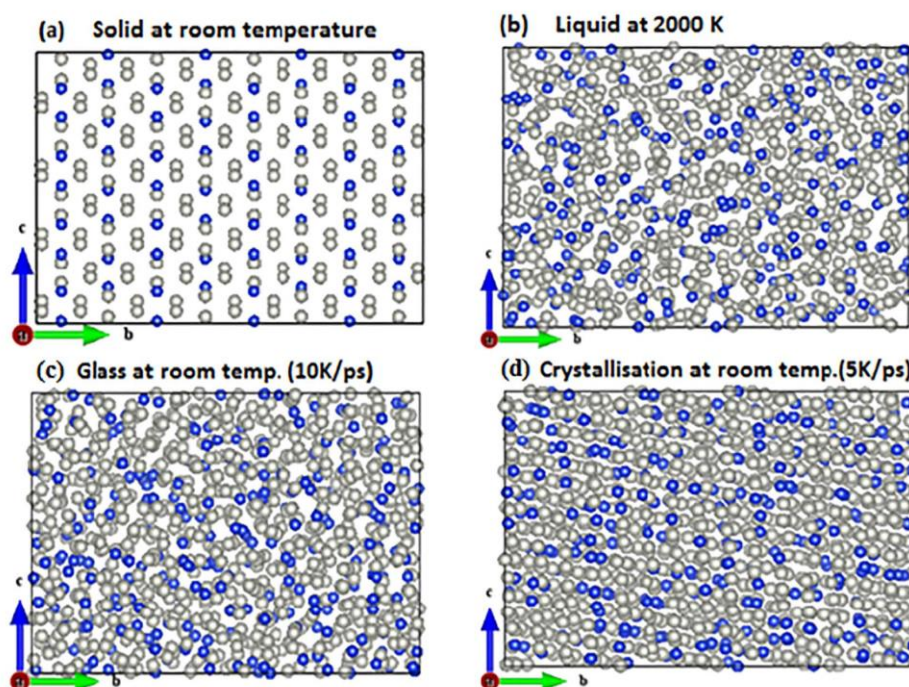 (a) Solid at room temperature
(b) Liquid at 2000 K
c
b
c
b
(c) Glass at room temp. (10K/ps)
(d) Crystallisation at room temp.(5K/ps)
c
b
c
b